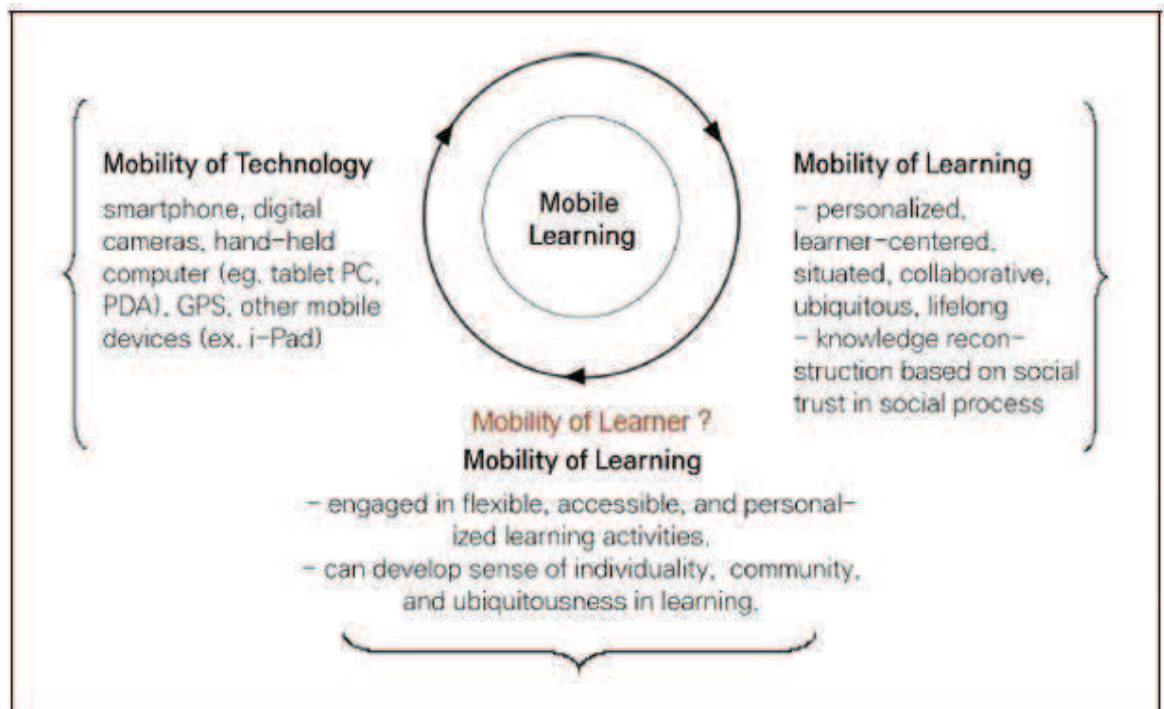 Mobile
Learning
Mobility of Technology
smartphone, digital
cameras, hand-held
computer (eg. tablet PC,
PDA), GPS, other mobile
devices (ex. i-Pad)
Mobility of Learning
- personalized,
learner-centered,
situated, collaborative,
ubiquitous, lifelong
- knowledge recon-
struction based on social
trust in social process
Mobility of Learner ?
Mobility of Learning
- engaged in flexible, accessible, and personal-
ized learning activities.
- can develop sense of individuality, community,
and ubiquitousness in learning.